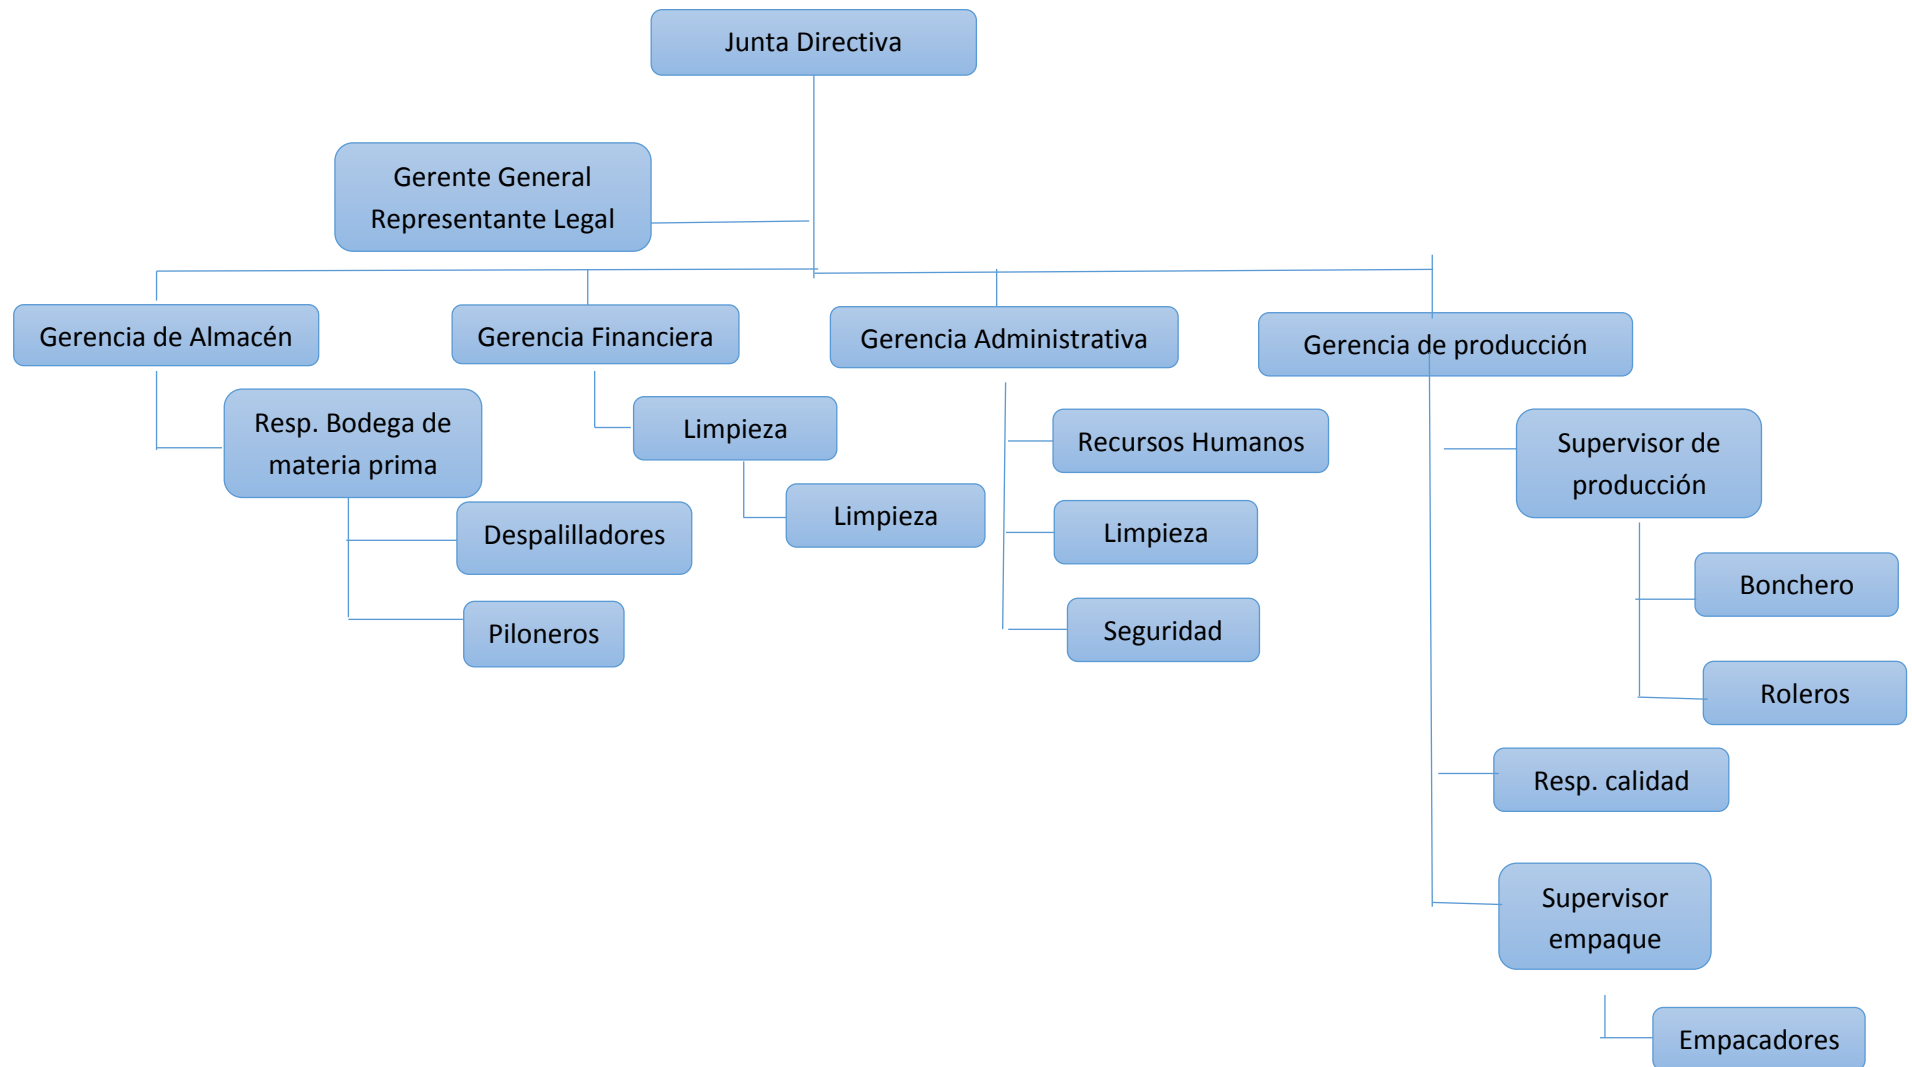 Junta Directiva
Gerente General
Representante Legal
Gerencia de Almacén
Gerencia Financiera
Gerencia Administrativa
Gerencia de producción
Resp. Bodega de
materia prima
Despalilladores
Piloneros
Limpieza
Limpieza
Recursos Humanos
Limpieza
Seguridad
Supervisor de
producción
Bonchero
Roleros
Resp. calidad
Supervisor
empaque
Empacadores